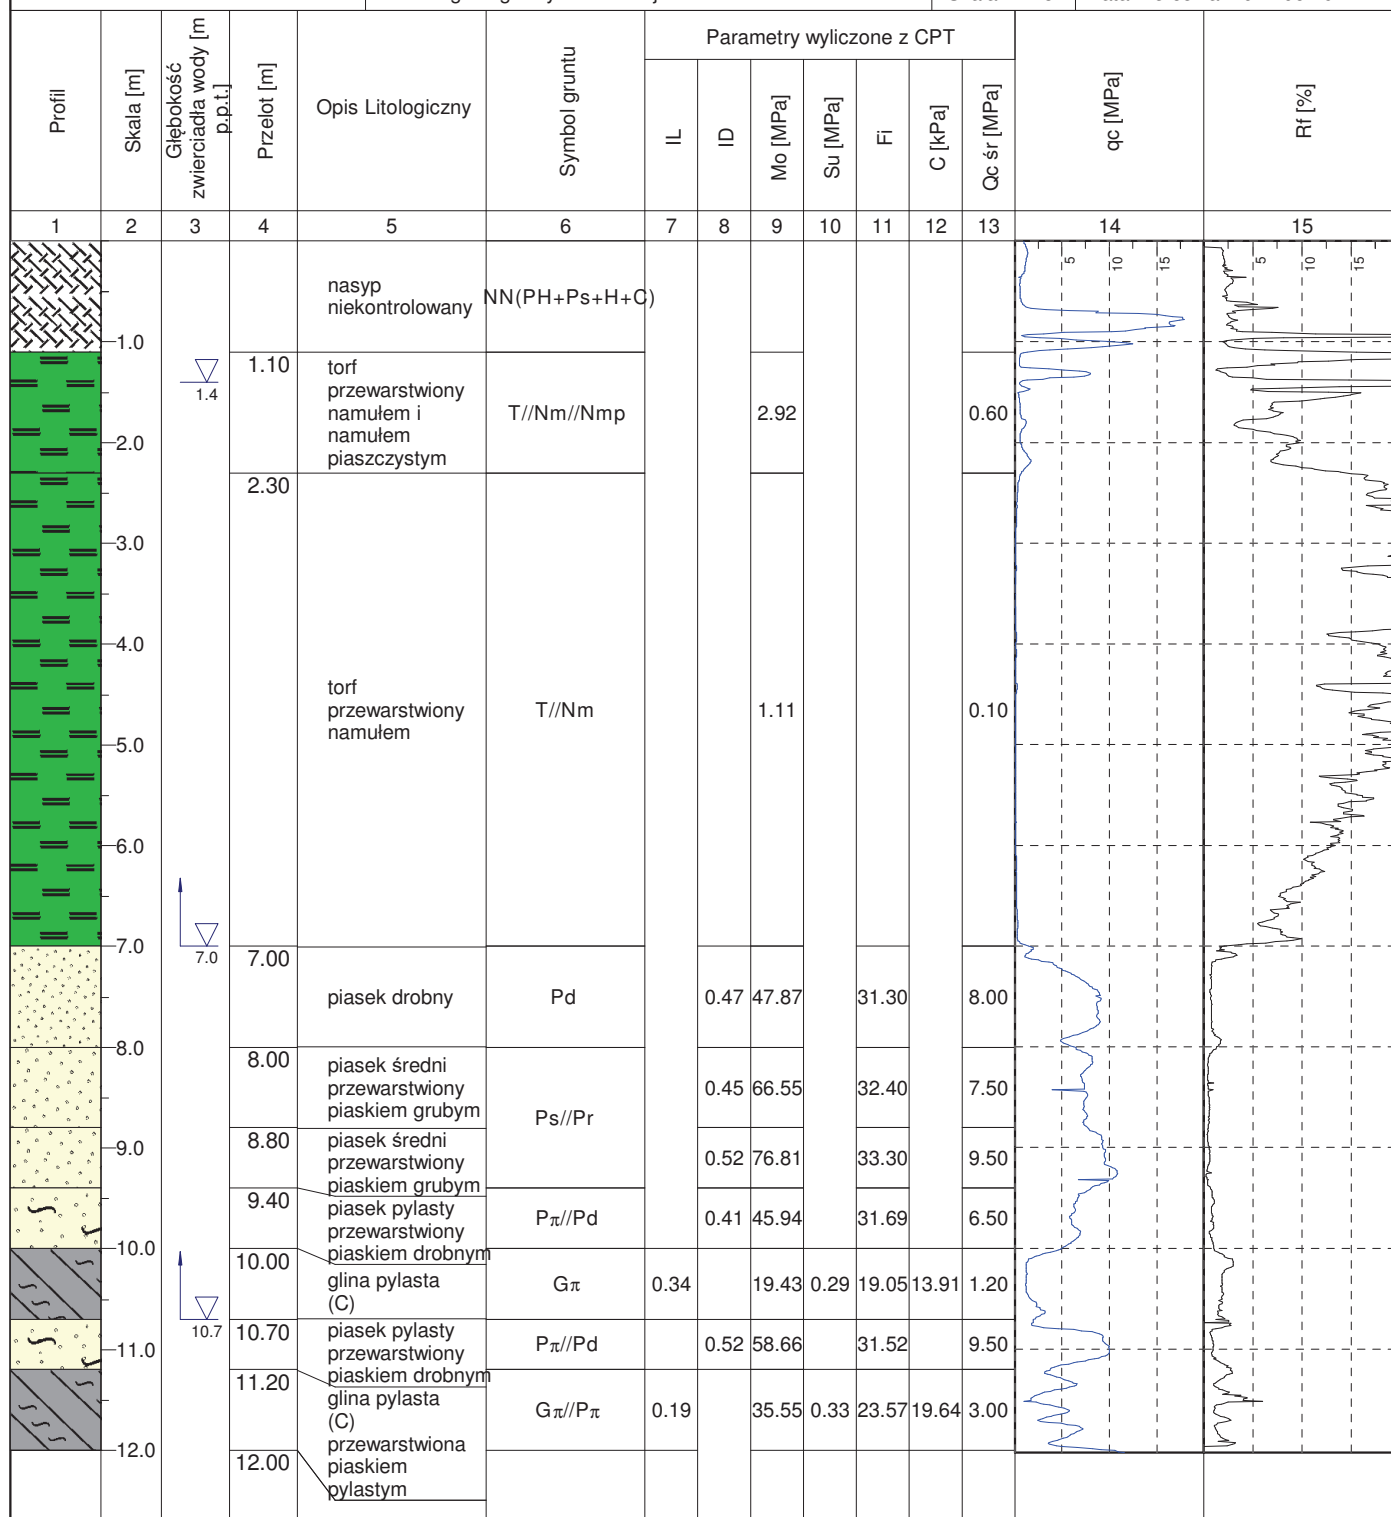 Parametry wyliczone z CPT
Profil
Skala [m]
Głębokość
zwierciadła wody [m
p.p.t.]
Przelot [m]
Opis Litologiczny
Symbol gruntu
IL
ID
Mo [MPa]
Su [MPa]
Fi
C [kPa]
Qc śr [MPa]
qc [MPa]
Rf [%]
1 2 3 4 5 6 7 8 9 10 11 12 13 14 15
5 10 15 5 10 15
nasyp
niekontrolowany
NN(PH+Ps+H+C)
1.0
1.10
1.4
torf
przewarstwiony
namułem i
namułem
piaszczystym
T//Nm//Nmp
2.92
0.60
2.0
2.30
3.0
4.0
torf
przewarstwiony
namułem
T//Nm
1.11
0.10
5.0
6.0
7.0
7.0
7.00
piasek drobny
Pd
0.47 47.87 31.30 8.00
8.0
8.00
piasek średni
przewarstwiony
piaskiem grubym
Ps//Pr
0.45 66.55 32.40 7.50
8.80
9.0
piasek średni
przewarstwiony
piaskiem grubym
0.52 76.81 33.30 9.50
9.40
piasek pylasty
przewarstwiony
piaskiem drobnym
Pπ//Pd
0.41 45.94 31.69 6.50
10.0
10.00
glina pylasta
(C)
Gπ
0.34 19.43 0.29 19.05 13.91 1.20
10.7
10.70
11.0
piasek pylasty
przewarstwiony
piaskiem drobnym
Pπ//Pd
0.52 58.66 31.52 9.50
11.20
glina pylasta
(C)
przewarstwiona
piaskiem
pylastym
Gπ//Pπ
0.19 35.55 0.33 23.57 19.64 3.00
12.0
12.00